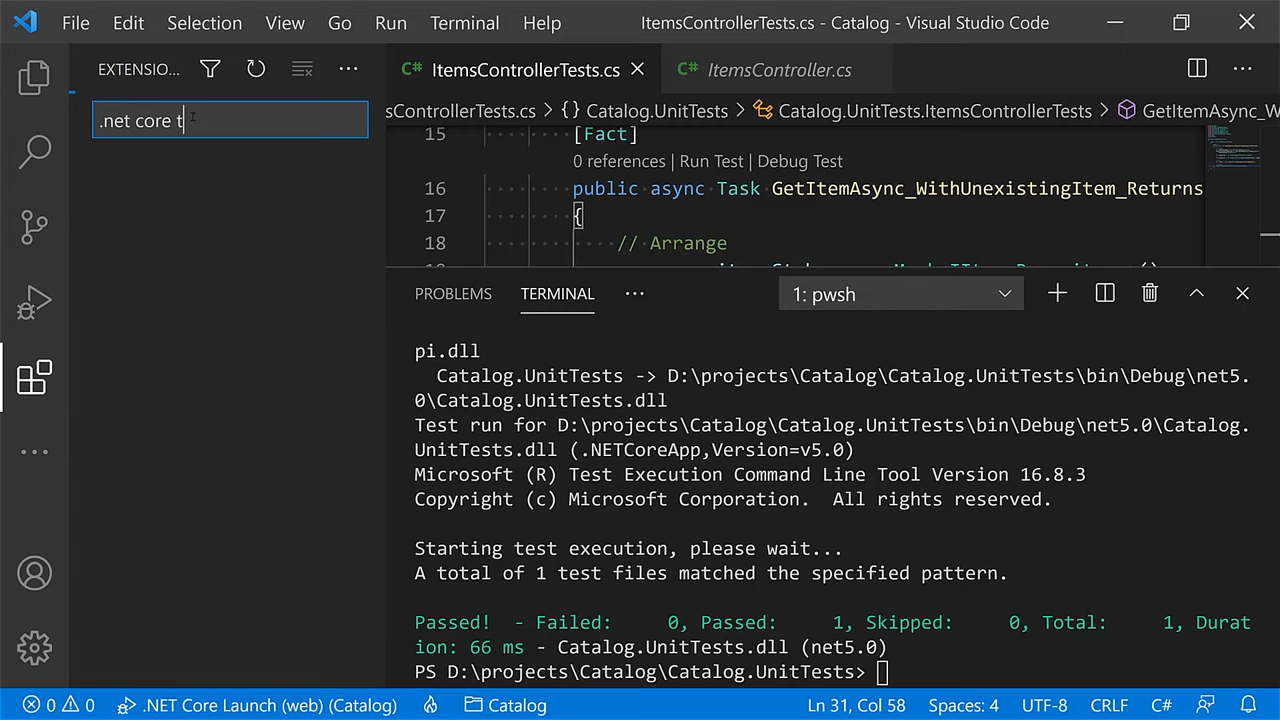 File Edit Selection View Go Run Terminal Help ItemsControllerTests.cs - Catalog - Visual Studio Code
EXTENSIO...
.net core t
C# ItemsControllerTests.cs
C# ItemsController.cs
sControllerTests.cs > {} Catalog.UnitTests > Catalog.UnitTests.ItemsControllerTests > GetItemAsync_W
15 [Fact]
0 references | Run Test | Debug Test
16 public async Task GetItemAsync_WithUnexistingItem_Returns
17 {
18 // Arrange
PROBLEMS TERMINAL ... 1: pwsh
pi.dll
Catalog.UnitTests -> D:\projects\Catalog\Catalog.UnitTests\bin\Debug\net5.
0\Catalog.UnitTests.dll
Test run for D:\projects\Catalog\Catalog.UnitTests\bin\Debug\net5.0\Catalog.
UnitTests.dll (.NETCoreApp,Version=v5.0)
Microsoft (R) Test Execution Command Line Tool Version 16.8.3
Copyright (c) Microsoft Corporation.  All rights reserved.
Starting test execution, please wait...
A total of 1 test files matched the specified pattern.
Passed!  - Failed:     0, Passed:     1, Skipped:     0, Total:     1, Durat
ion: 66 ms - Catalog.UnitTests.dll (net5.0)
PS D:\projects\Catalog\Catalog.UnitTests>
0 0 .NET Core Launch (web) (Catalog) Catalog Ln 31, Col 58 Spaces: 4 UTF-8 CRLF C#